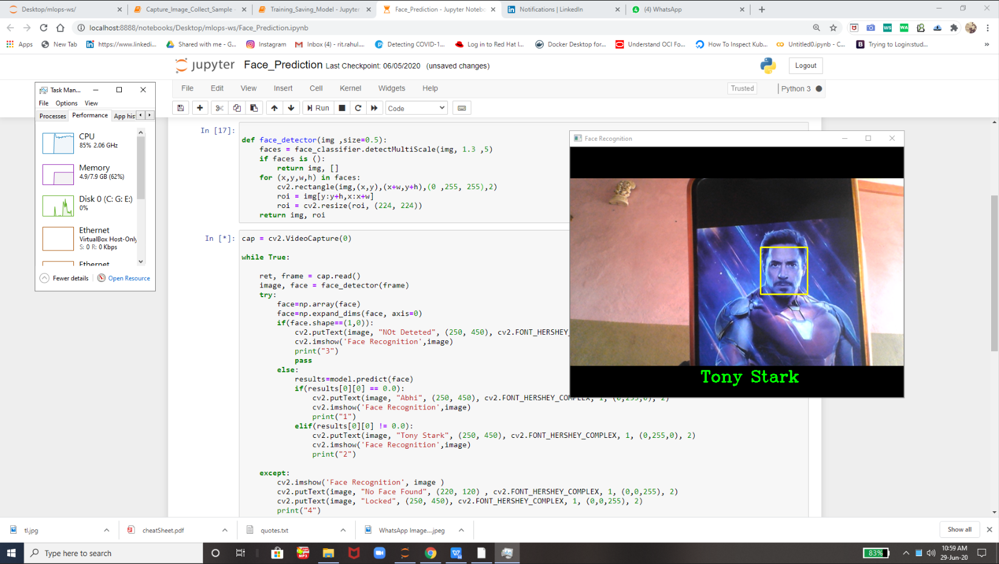 Desktop/mlops-ws/
Capture_Image_Collect_Sample -
Training_Saving_Model - Jupyter
Face_Prediction - Jupyter Notebo
Notifications | LinkedIn
(4) WhatsApp
localhost:8888/notebooks/Desktop/mlops-ws/Face_Prediction.ipynb
Apps
New Tab
https://www.linkedi...
Shared with me - G...
Instagram
Inbox (4) - rit.rahul....
Detecting COVID-1...
Log in to Red Hat I...
Docker Desktop for...
Understand OCI Fo...
How To Inspect Kub...
Untitled0.ipynb - C...
Trying to Login:stud...
jupyter Face_Prediction Last Checkpoint: 06/05/2020 (unsaved changes)
Logout
File Edit View Insert Cell Kernel Widgets Help
Trusted
Python 3
Run
Code
Task Man...
File Options View
Processes Performance App his
CPU
85% 2.06 GHz
Memory
4.9/7.9 GB (62%)
Disk 0 (C: G: E:)
0%
Ethernet
VirtualBox Host-Only
S: 0 R: 0 Kbps
Ethernet
Fewer details
Open Resource
In [17]:
def face_detector(img ,size=0.5):
faces = face_classifier.detectMultiScale(img, 1.3 ,5)
if faces is ():
return img, []
for (x,y,w,h) in faces:
cv2.rectangle(img,(x,y),(x+w,y+h),(0 ,255, 255),2)
roi = img[y:y+h,x:x+w]
roi = cv2.resize(roi, (224, 224))
return img, roi
In [*]:
cap = cv2.VideoCapture(0)
while True:
ret, frame = cap.read()
image, face = face_detector(frame)
try:
face=np.array(face)
face=np.expand_dims(face, axis=0)
if(face.shape==(1,0)):
cv2.putText(image, "NOt Deteted", (250, 450), cv2.FONT_HERSHEY_
cv2.imshow('Face Recognition',image)
print("3")
pass
else:
results=model.predict(face)
if(results[0][0] == 0.0):
cv2.putText(image, "Abhi", (250, 450), cv2.FONT_HERSHEY_COMPLEX, 1, (0,255,0), 2)
cv2.imshow('Face Recognition',image)
print("1")
elif(results[0][0] != 0.0):
cv2.putText(image, "Tony Stark", (250, 450), cv2.FONT_HERSHEY_COMPLEX, 1, (0,255,0), 2)
cv2.imshow('Face Recognition',image)
print("2")
except:
cv2.imshow('Face Recognition', image )
cv2.putText(image, "No Face Found", (220, 120) , cv2.FONT_HERSHEY_COMPLEX, 1, (0,0,255), 2)
cv2.putText(image, "Locked", (250, 450), cv2.FONT_HERSHEY_COMPLEX, 1, (0,0,255), 2)
print("4")
Face Recognition
Tony Stark
tl.jpg
cheatSheet.pdf
quotes.txt
WhatsApp Image....jpeg
Show all
Type here to search
83%
10:59 AM
29-Jun-20